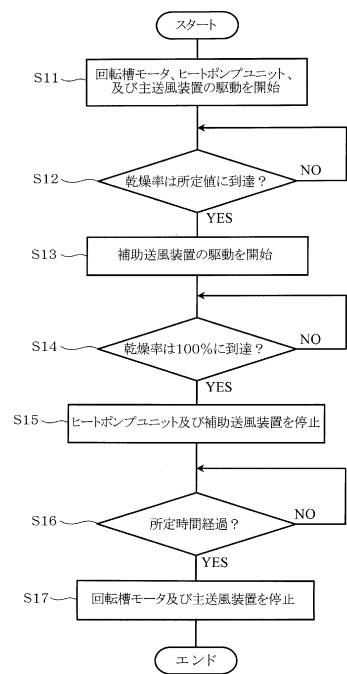 スタート
S11
回転槽モータ、ヒートポンプユニット、
及び主送風装置の駆動を開始
S12
乾燥率は所定値に到達？
NO
YES
S13
補助送風装置の駆動を開始
S14
乾燥率は100％に到達？
NO
YES
S15
ヒートポンプユニット及び補助送風装置を停止
S16
所定時間経過？
NO
YES
S17
回転槽モータ及び主送風装置を停止
エンド